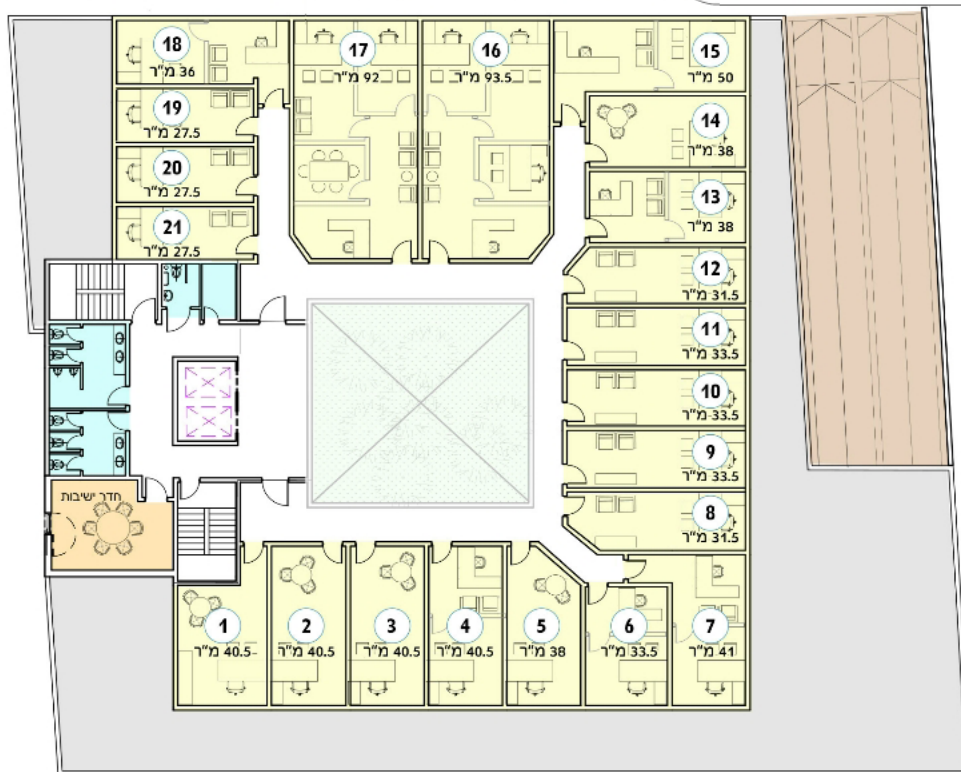 18
36 מ"ר
17
92 מ"ר
16
93.5 מ"ר
15
50 מ"ר
19
27.5 מ"ר
14
38 מ"ר
20
27.5 מ"ר
13
38 מ"ר
21
27.5 מ"ר
12
31.5 מ"ר
11
33.5 מ"ר
10
33.5 מ"ר
9
33.5 מ"ר
חדר ישיבות
8
31.5 מ"ר
1
40.5 מ"ר
2
40.5 מ"ר
3
40.5 מ"ר
4
40.5 מ"ר
5
38 מ"ר
6
33.5 מ"ר
7
41 מ"ר